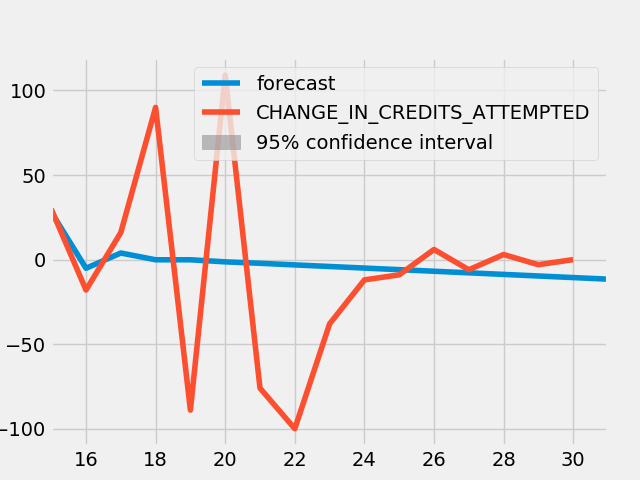 forecast
CHANGE_IN_CREDITS_ATTEMPTED
95% confidence interval
100
50
0
−50
−100
16 18 20 22 24 26 28 30